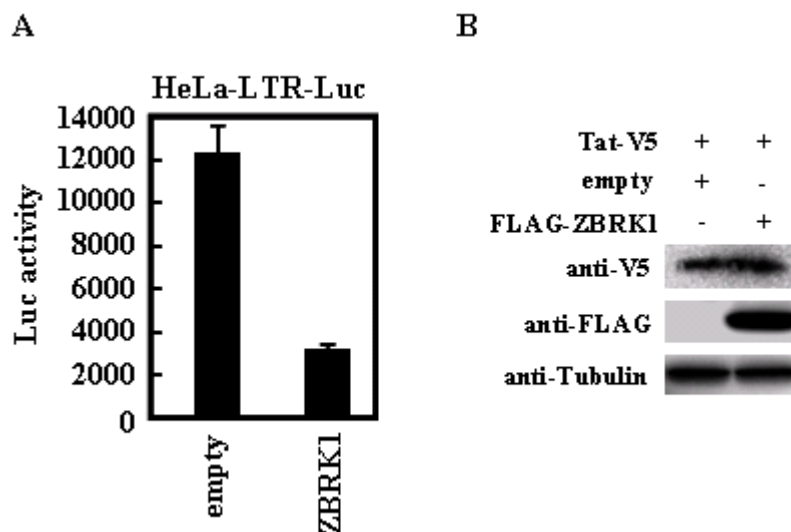 A
HeLa-LTR-Luc
Luc activity
14000
12000
10000
8000
6000
4000
2000
0
empty
ZBRK1
B
Tat-V5 + +
empty + -
FLAG-ZBRK1 - +
anti-V5
anti-FLAG
anti-Tubulin